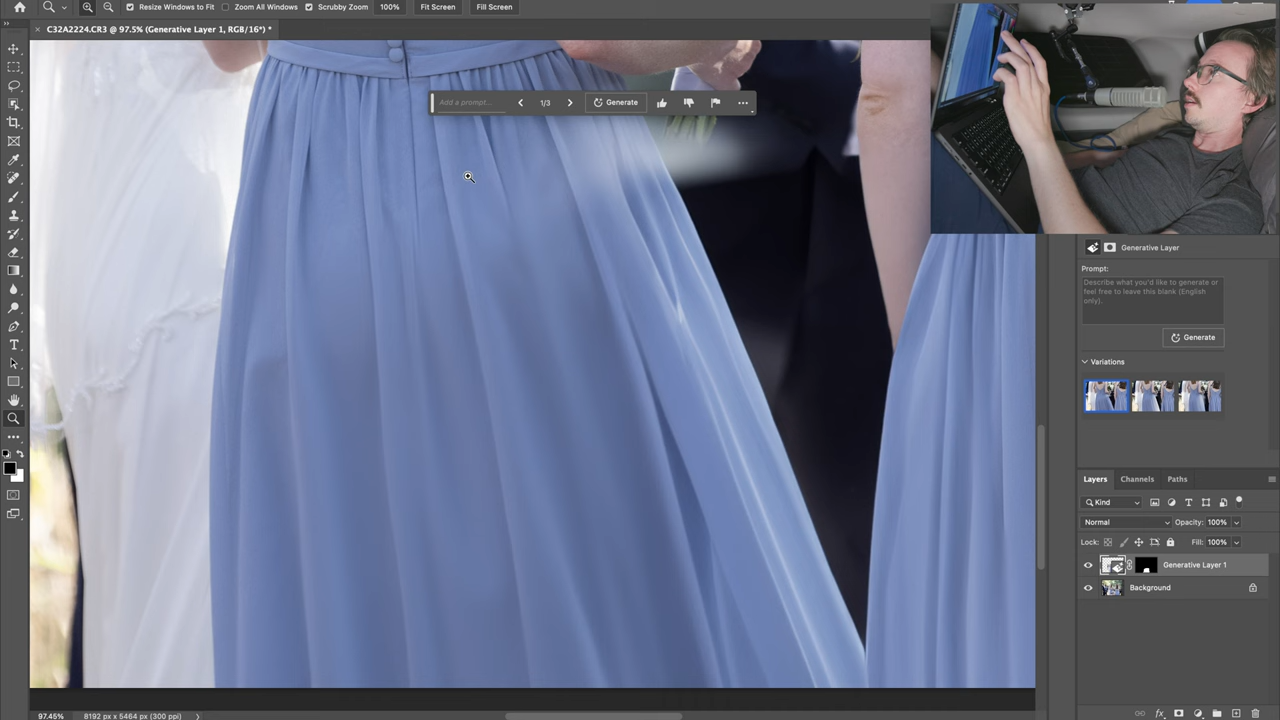 Resize Windows to Fit Zoom All Windows Scrubby Zoom 100% Fit Screen Fill Screen
C32A2224.CR3 @ 97.5% (Generative Layer 1, RGB/16*) *
Add a prompt... 1/3 Generate
Generative Layer
Prompt:
Describe what you'd like to generate or
feel free to leave this blank (English
only).
Generate
Variations
Layers Channels Paths
Kind
Normal Opacity: 100%
Lock: Fill: 100%
Generative Layer 1
Background
97.45% 8192 px x 5464 px (300 ppi)